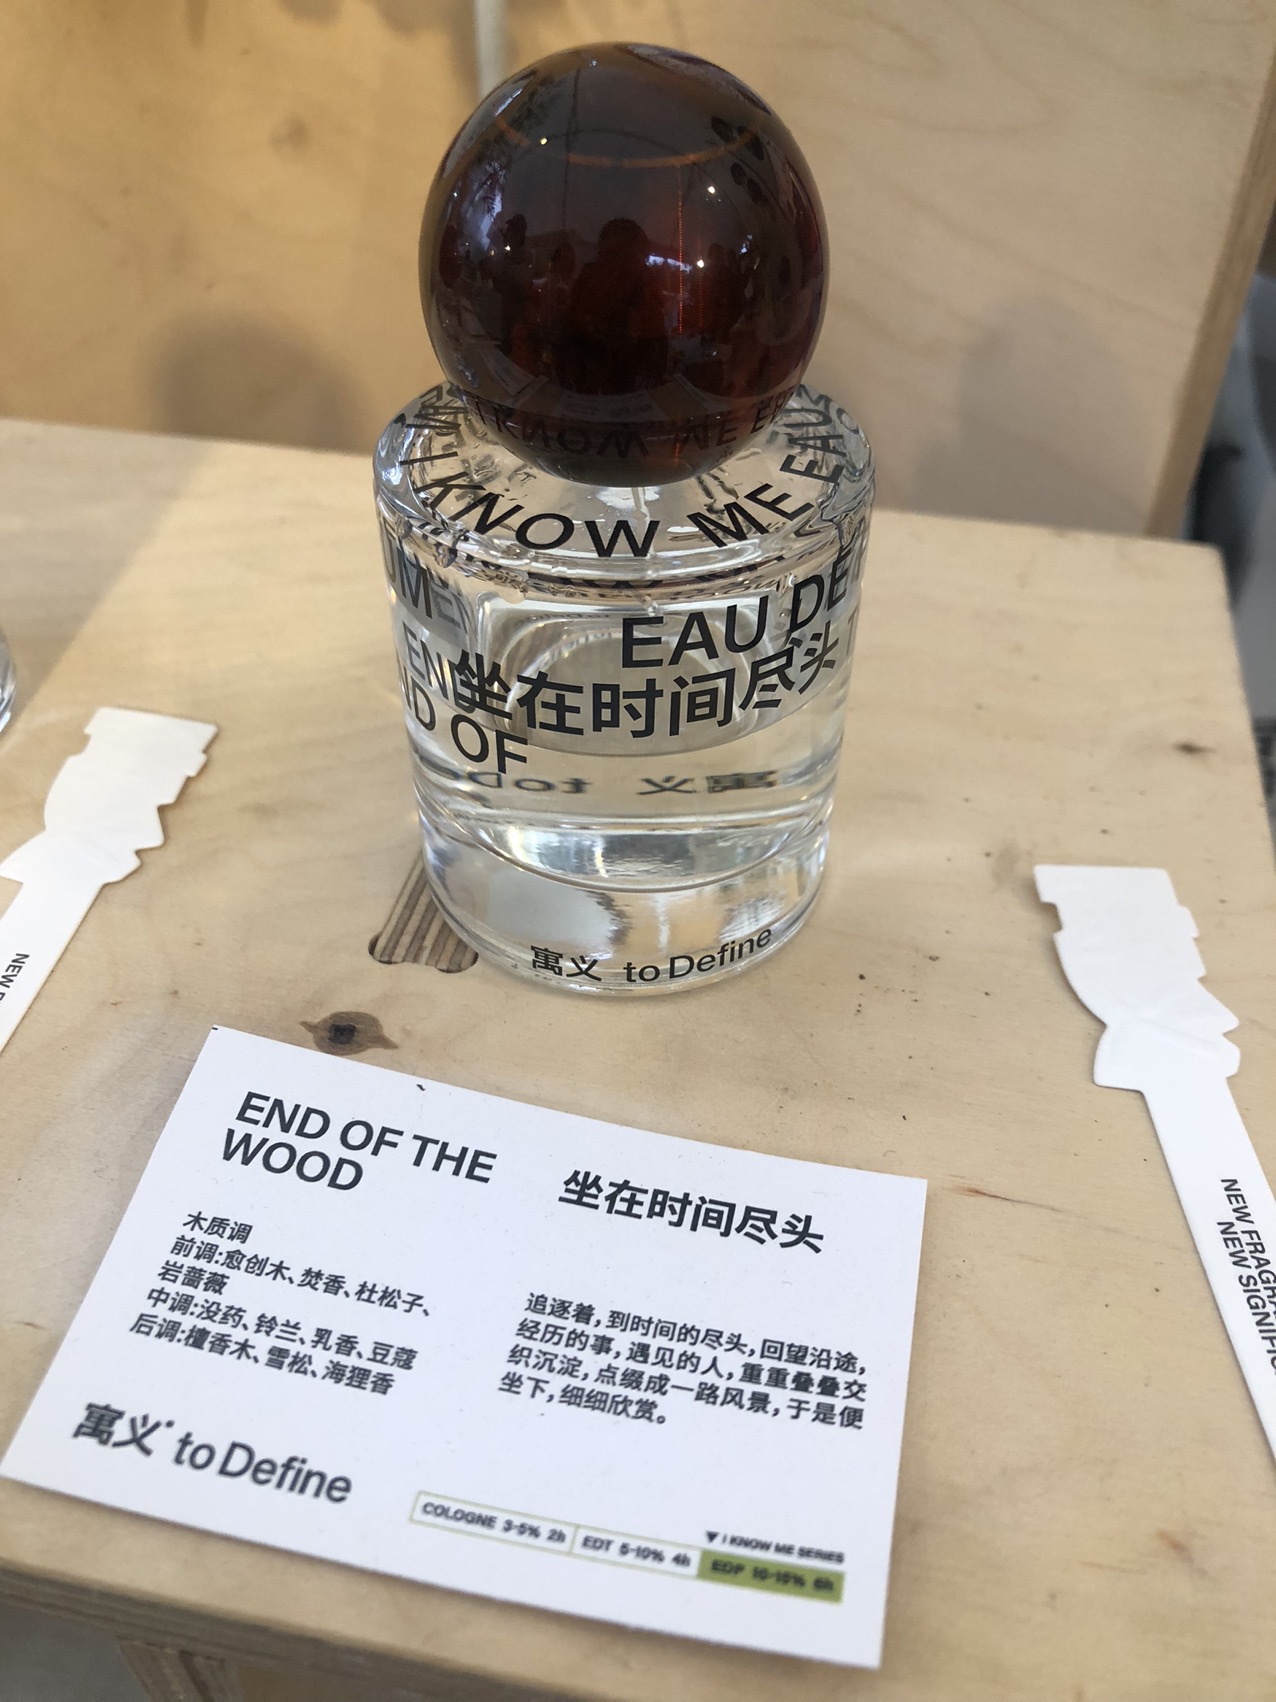 I KNOW ME EAU
EAU DE
坐在时间尽头
END OF
寓义 to Define
END OF THE
WOOD
坐在时间尽头
木质调
前调:愈创木、焚香、杜松子、
岩蔷薇
中调:没药、铃兰、乳香、豆蔻
后调:檀香木、雪松、海狸香
追逐着,到时间的尽头,回望沿途,
经历的事,遇见的人,重重叠叠交
织沉淀,点缀成一路风景,于是便
坐下,细细欣赏。
寓义 to Define
▼ I KNOW ME SERIES
COLOGNE 3-5% 2h EDT 5-10% 4h EDP 10-15% 6h
NEW
NEW
NEW